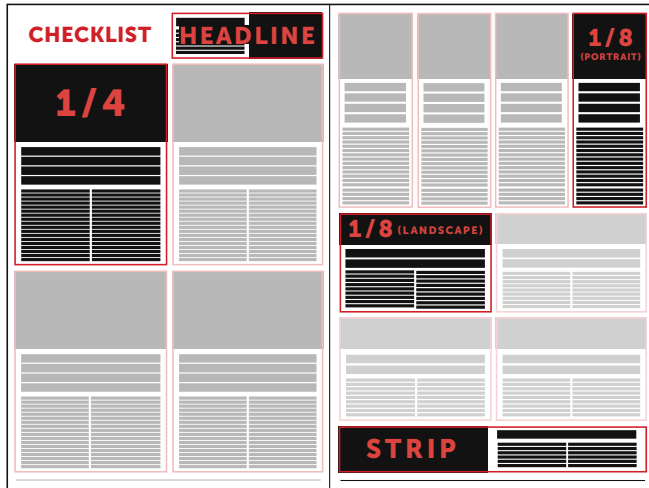 CHECKLIST
HEADLINE
1/4
1/8
(PORTRAIT)
1/8 (LANDSCAPE)
STRIP